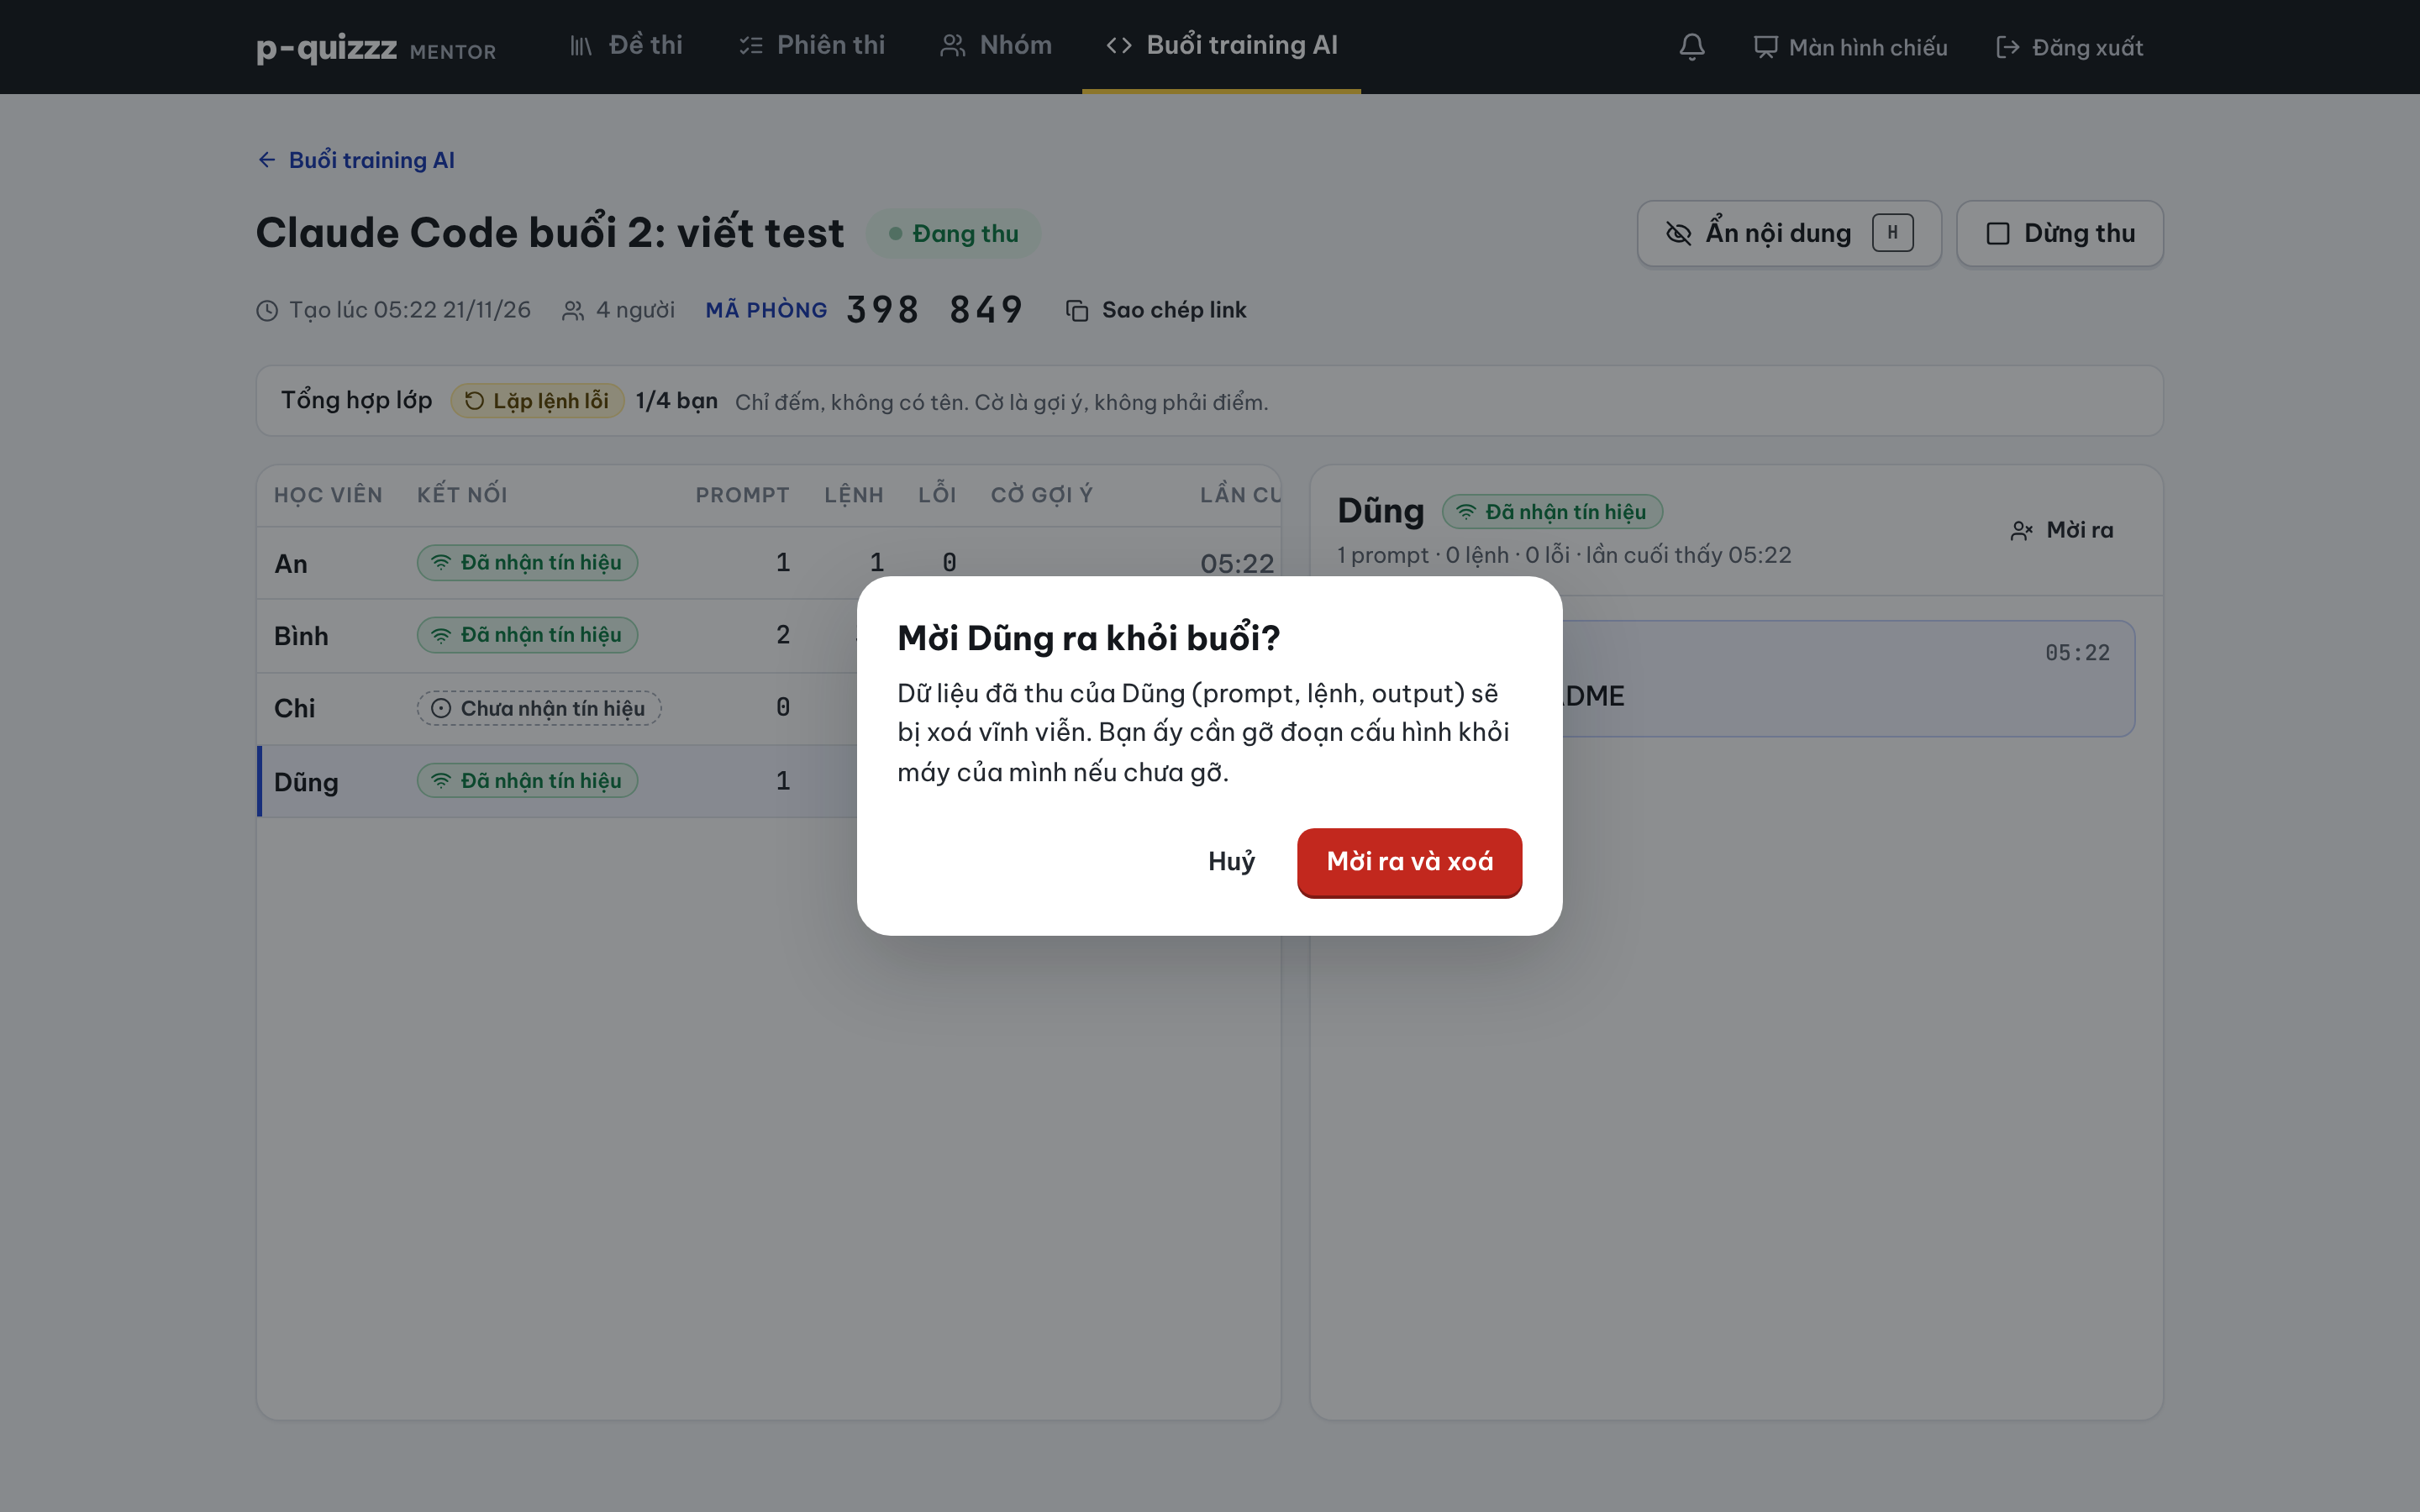 p-quizzz MENTOR
Đề thi
Phiên thi
Nhóm
Buổi training AI
Màn hình chiếu
Đăng xuất
Buổi training AI
Claude Code buổi 2: viết test
Đang thu
Ẩn nội dung H
Dừng thu
Tạo lúc 05:22 21/11/26
4 người
MÃ PHÒNG 398 849
Sao chép link
Tổng hợp lớp
Lặp lệnh lỗi
1/4 bạn
Chỉ đếm, không có tên. Cờ là gợi ý, không phải điểm.
HỌC VIÊN KẾT NỐI PROMPT LỆNH LỖI CỜ GỢI Ý LẦN
An Đã nhận tín hiệu 1 1 0 05:22
Bình Đã nhận tín hiệu 2
Chi Chưa nhận tín hiệu 0
Dũng Đã nhận tín hiệu 1
Dũng Đã nhận tín hiệu
1 prompt · 0 lệnh · 0 lỗi · lần cuối thấy 05:22
Mời ra
05:22
Mời Dũng ra khỏi buổi?
Dữ liệu đã thu của Dũng (prompt, lệnh, output) sẽ
bị xoá vĩnh viễn. Bạn ấy cần gỡ đoạn cấu hình khỏi
máy của mình nếu chưa gỡ.
Huỷ
Mời ra và xoá